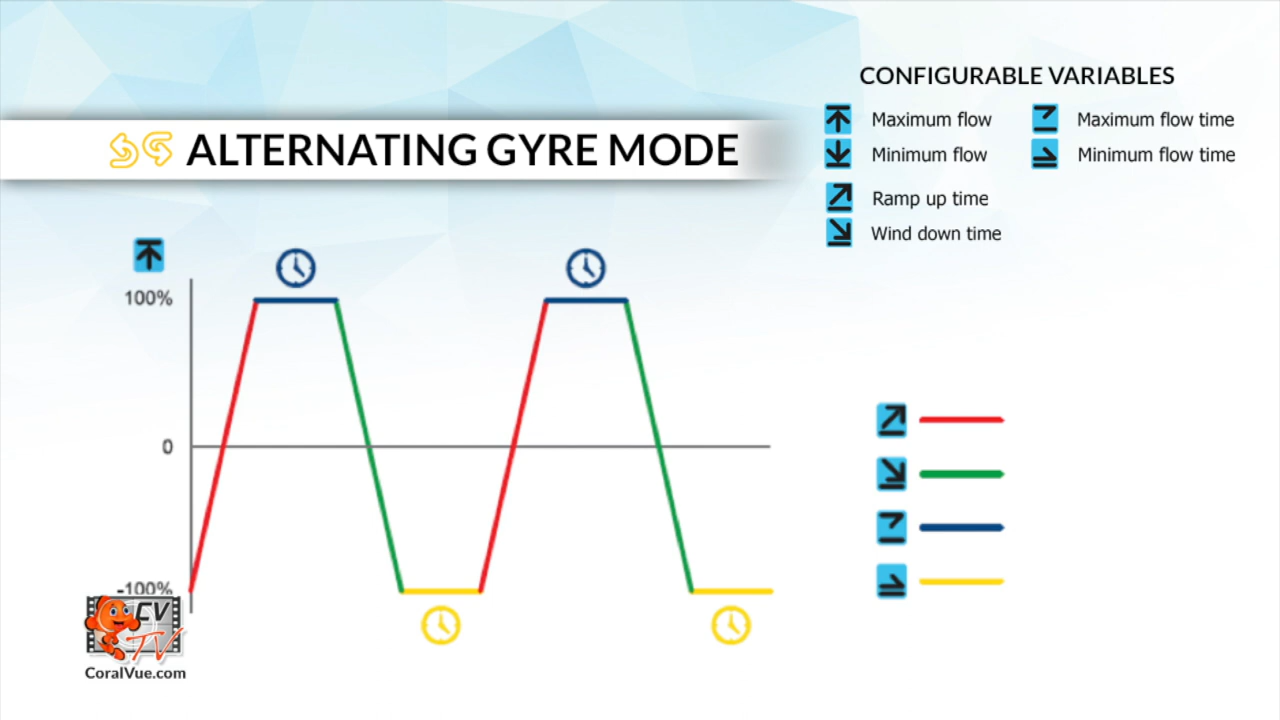 CONFIGURABLE VARIABLES
Maximum flow
Maximum flow time
Minimum flow
Minimum flow time
Ramp up time
Wind down time
ALTERNATING GYRE MODE
100%
0
-100%
CV
TV
CoralVue.com